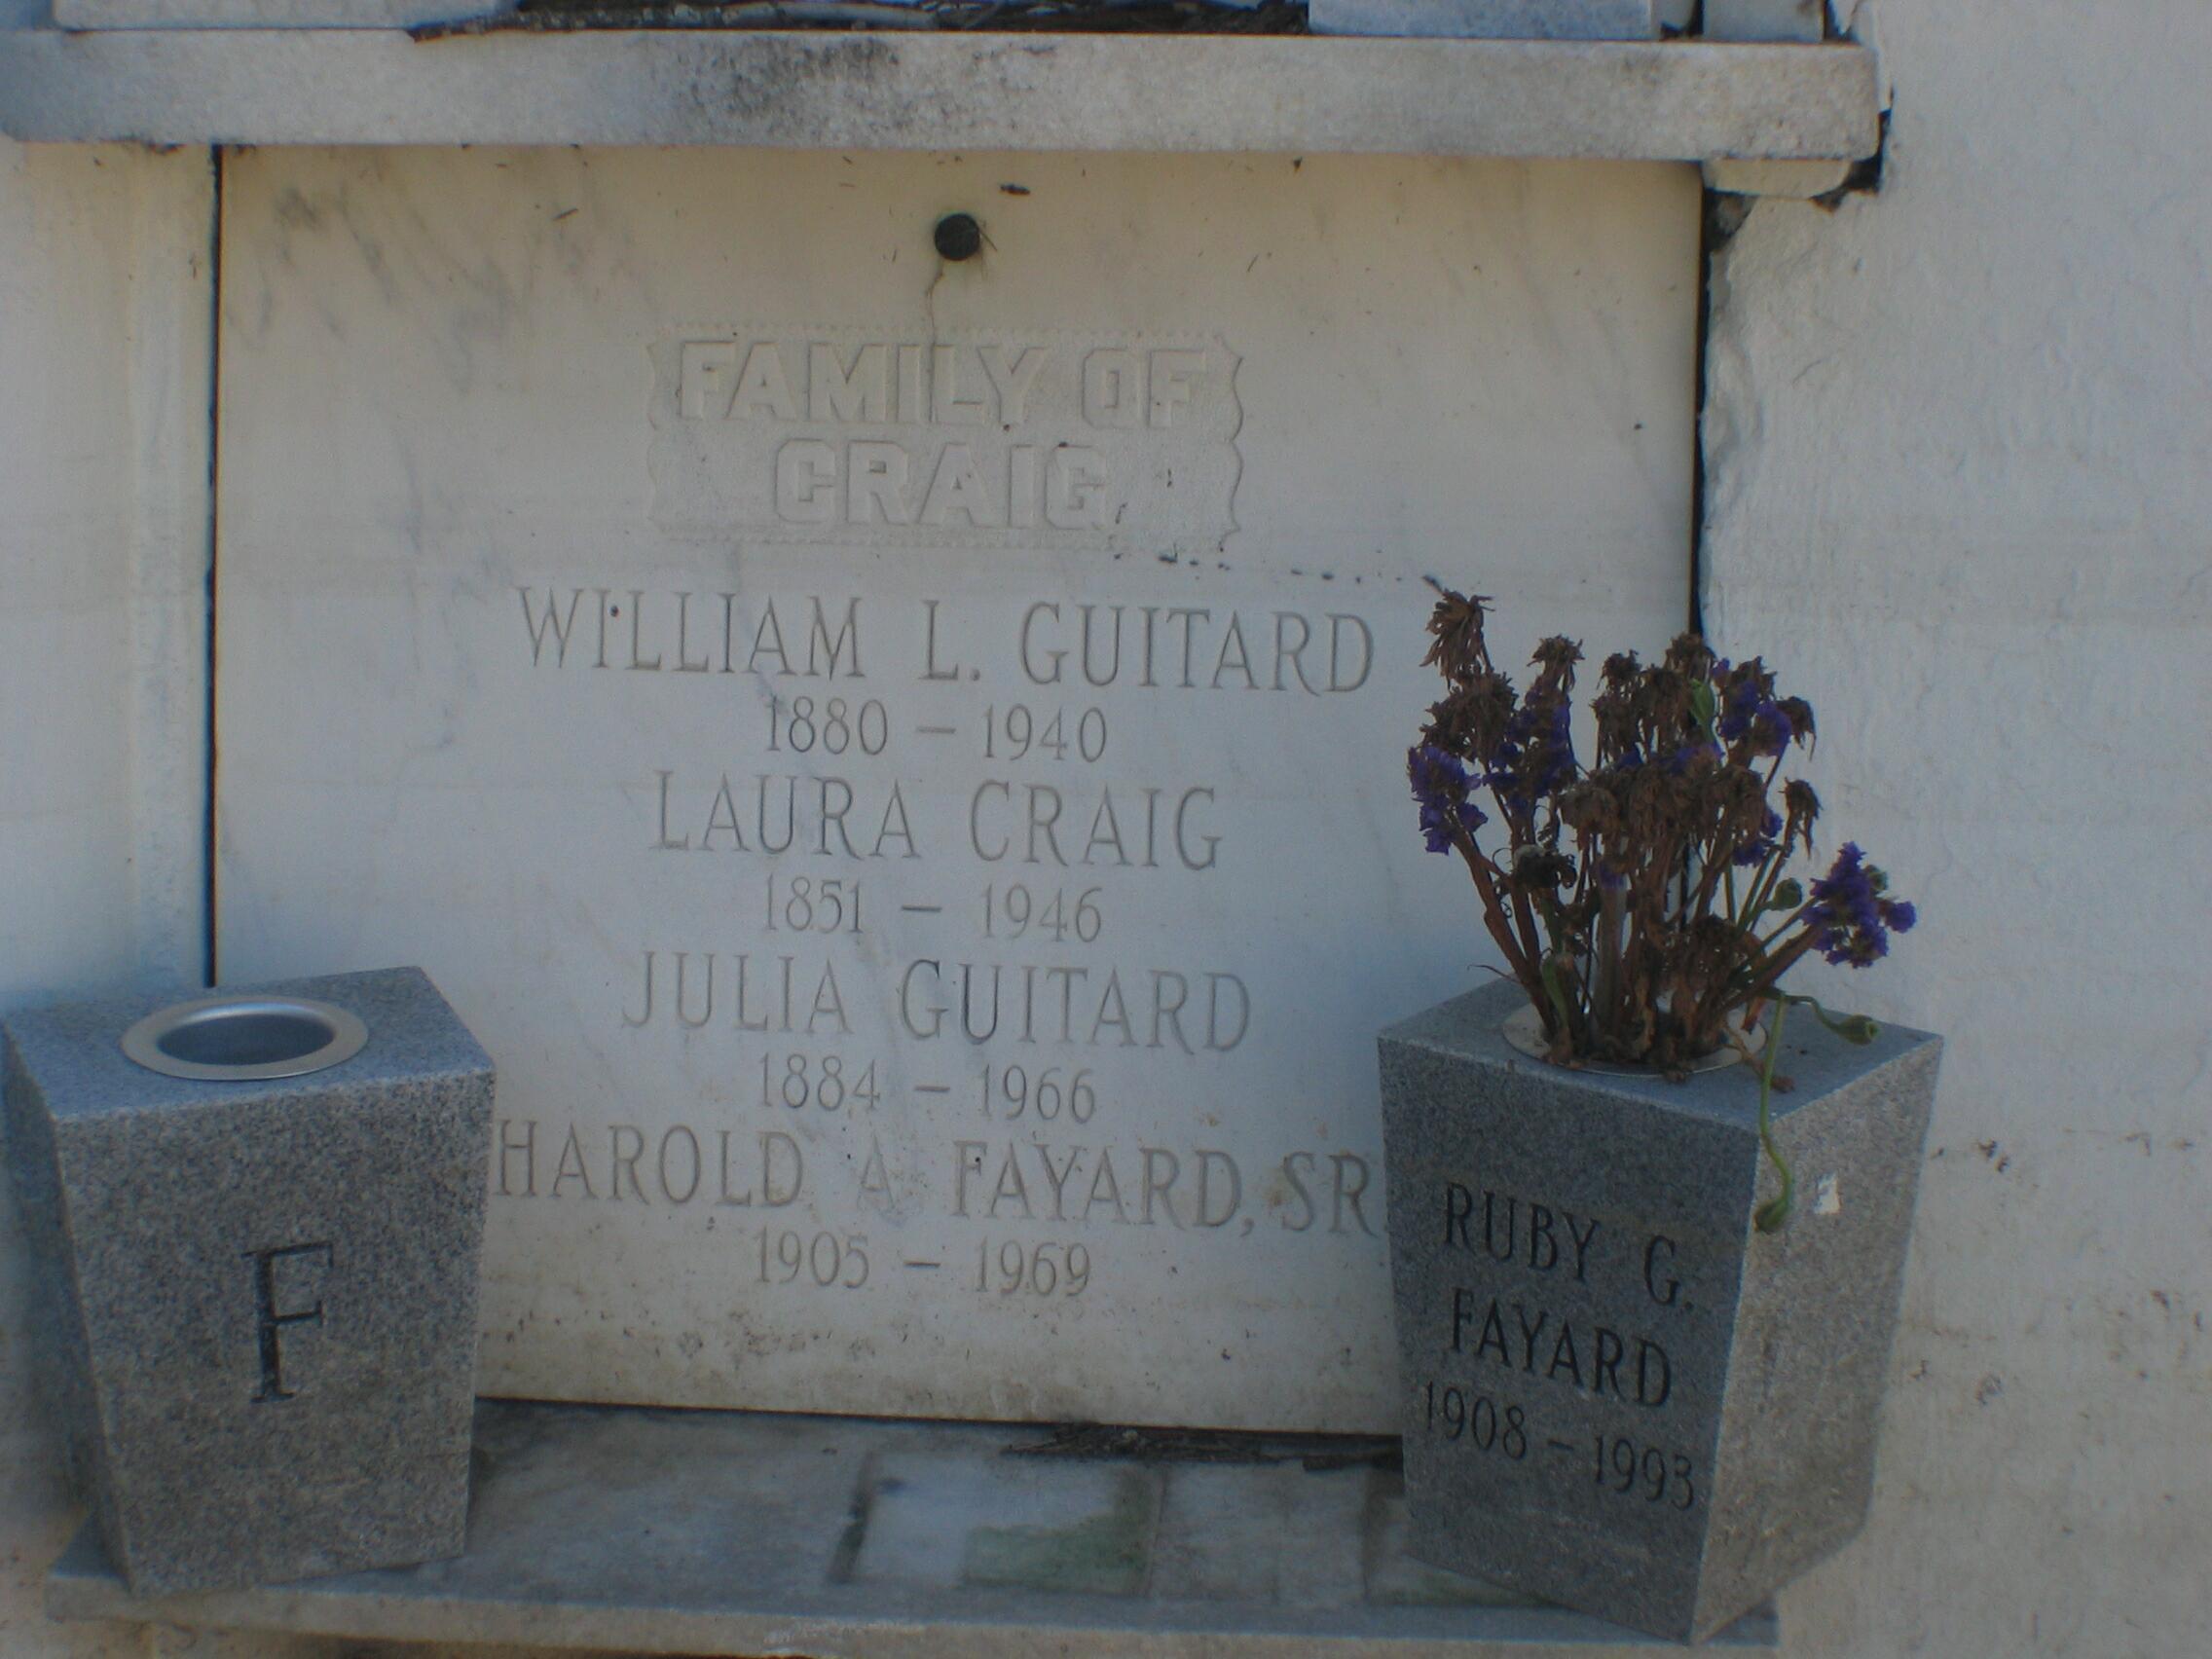 FAMILY OF
CRAIG
WILLIAM L. GUITARD
1880 – 1940
LAURA CRAIG
1851 – 1946
JULIA GUITARD
1884 – 1966
HAROLD A FAYARD, SR.
1905 – 1969
F
RUBY G.
FAYARD
1908 – 1993